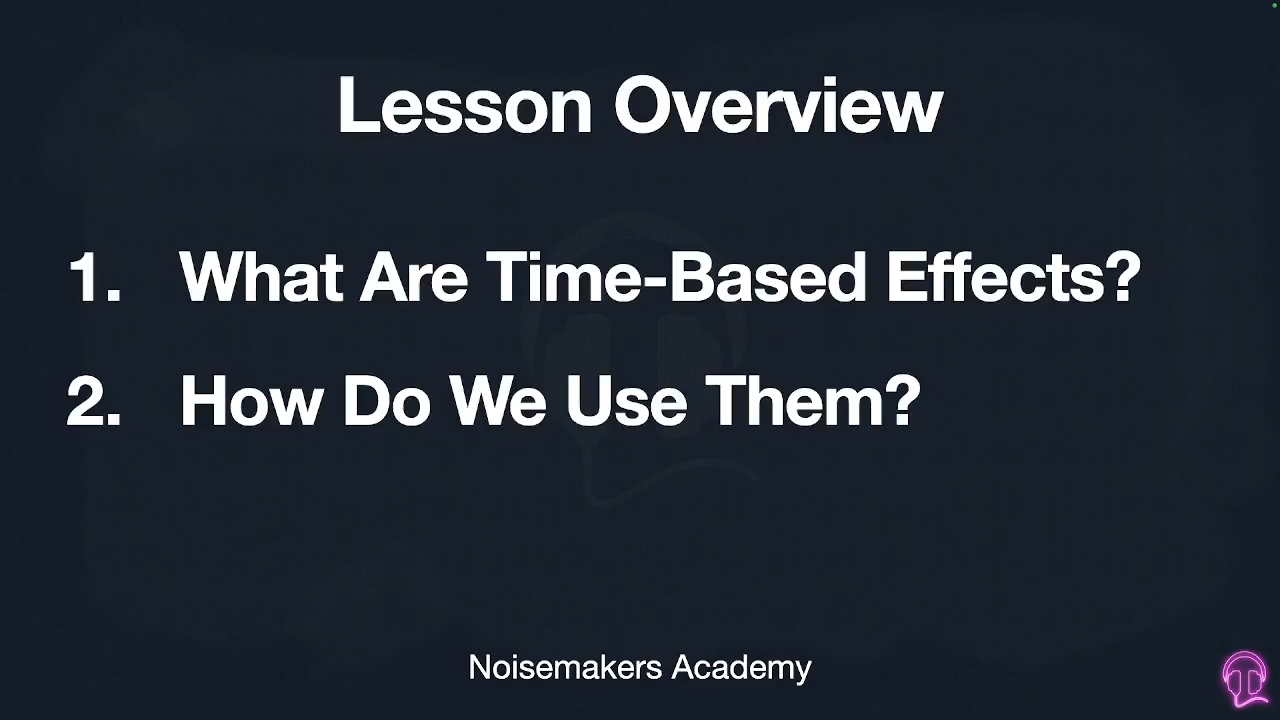 Lesson Overview
1. What Are Time-Based Effects?
2. How Do We Use Them?
Noisemakers Academy